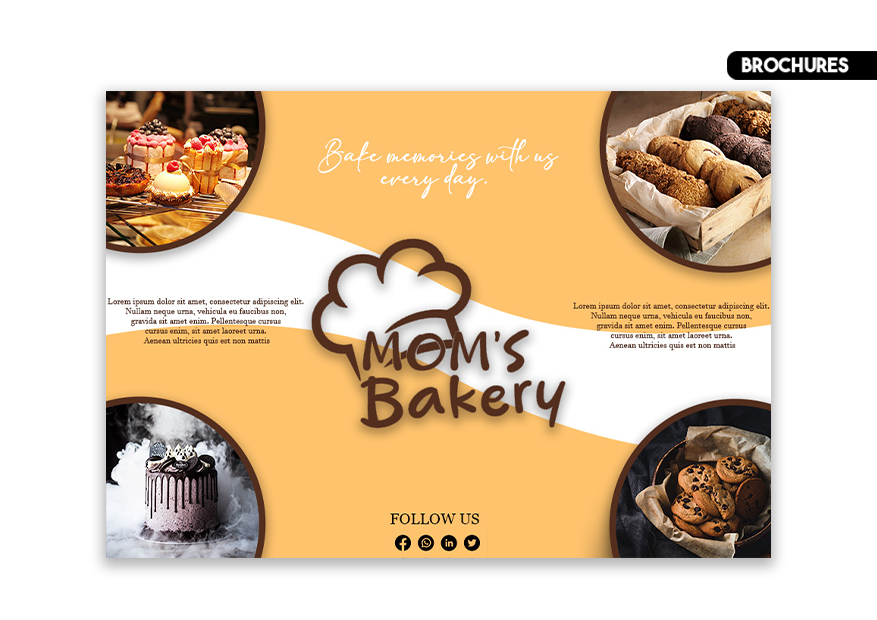 BROCHURES
Bake memories with us
every day.
Lorem ipsum dolor sit amet, consectetur adipiscing elit.
Nullam neque urna, vehicula eu faucibus non,
gravida sit amet enim. Pellentesque cursus
cursus enim, sit amet laoreet urna.
Aenean ultricies quis est non mattis
Lorem ipsum dolor sit amet, consectetur adipiscing elit.
Nullam neque urna, vehicula eu faucibus non,
gravida sit amet enim. Pellentesque cursus
cursus enim, sit amet laoreet urna.
Aenean ultricies quis est non mattis
MOM'S
Bakery
FOLLOW US